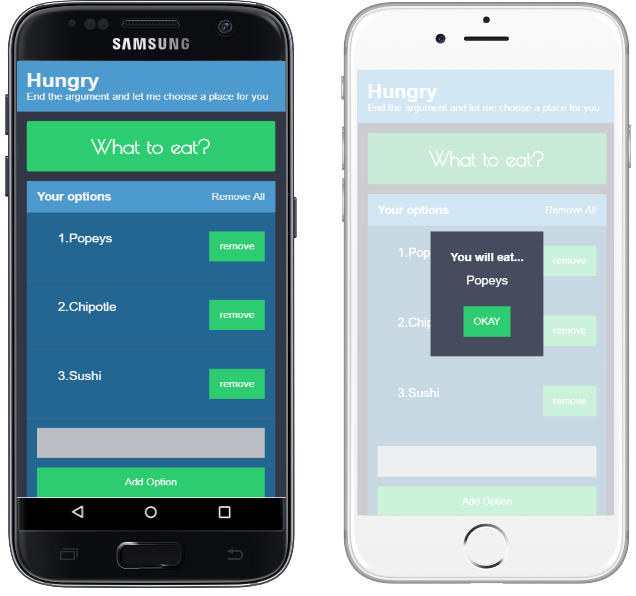 SAMSUNG
Hungry
End the argument and let me choose a place for you
What to eat?
Your options
Remove All
1.Popeys
remove
2.Chipotle
remove
3.Sushi
remove
Add Option
Hungry
End the argument and let me choose a place for you
What to eat?
Your options
Remove All
1.Pop
remove
2.Chip
remove
3.Sushi
remove
Add Option
You will eat...
Popeys
OKAY